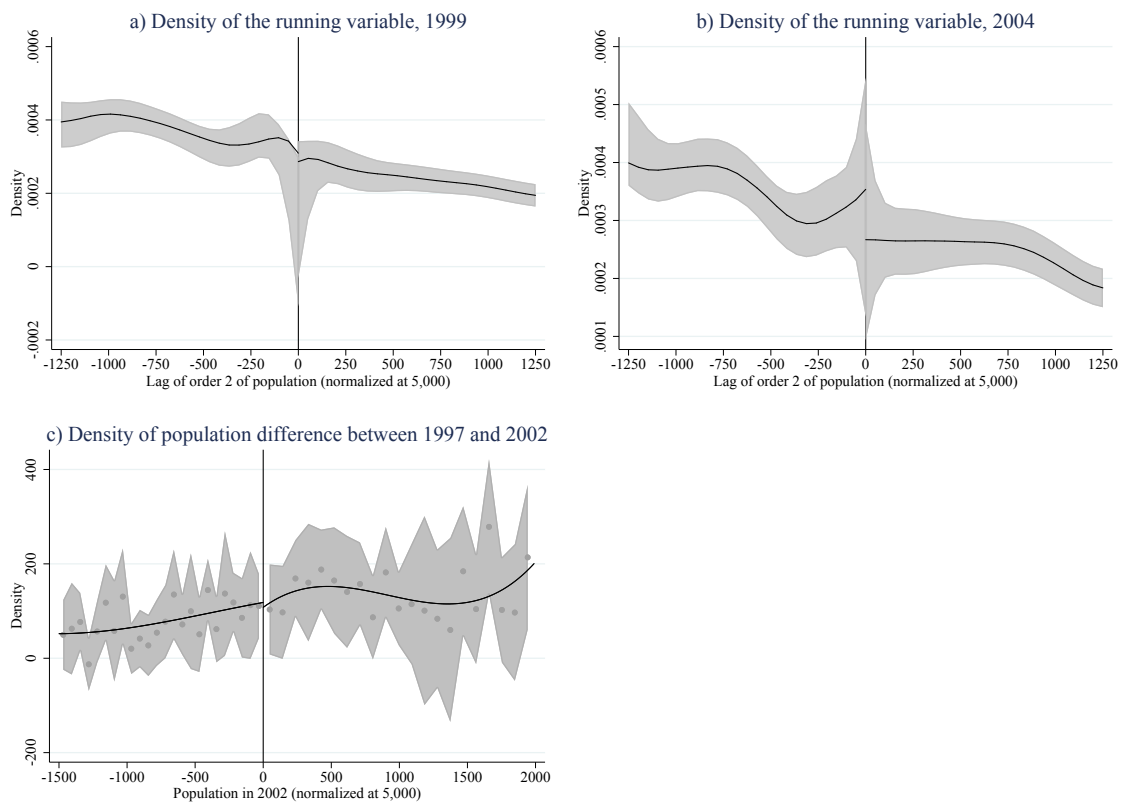 a) Density of the running variable, 1999
.0006
.0004
.0002
0
-.0002
Density
-1250 -1000 -750 -500 -250 0 250 500 750 1000 1250
Lag of order 2 of population (normalized at 5,000)
b) Density of the running variable, 2004
.0006
.0005
.0004
.0003
.0002
.0001
Density
-1250 -1000 -750 -500 -250 0 250 500 750 1000 1250
Lag of order 2 of population (normalized at 5,000)
c) Density of population difference between 1997 and 2002
400
200
0
-200
Density
-1500 -1000 -500 0 500 1000 1500 2000
Population in 2002 (normalized at 5,000)